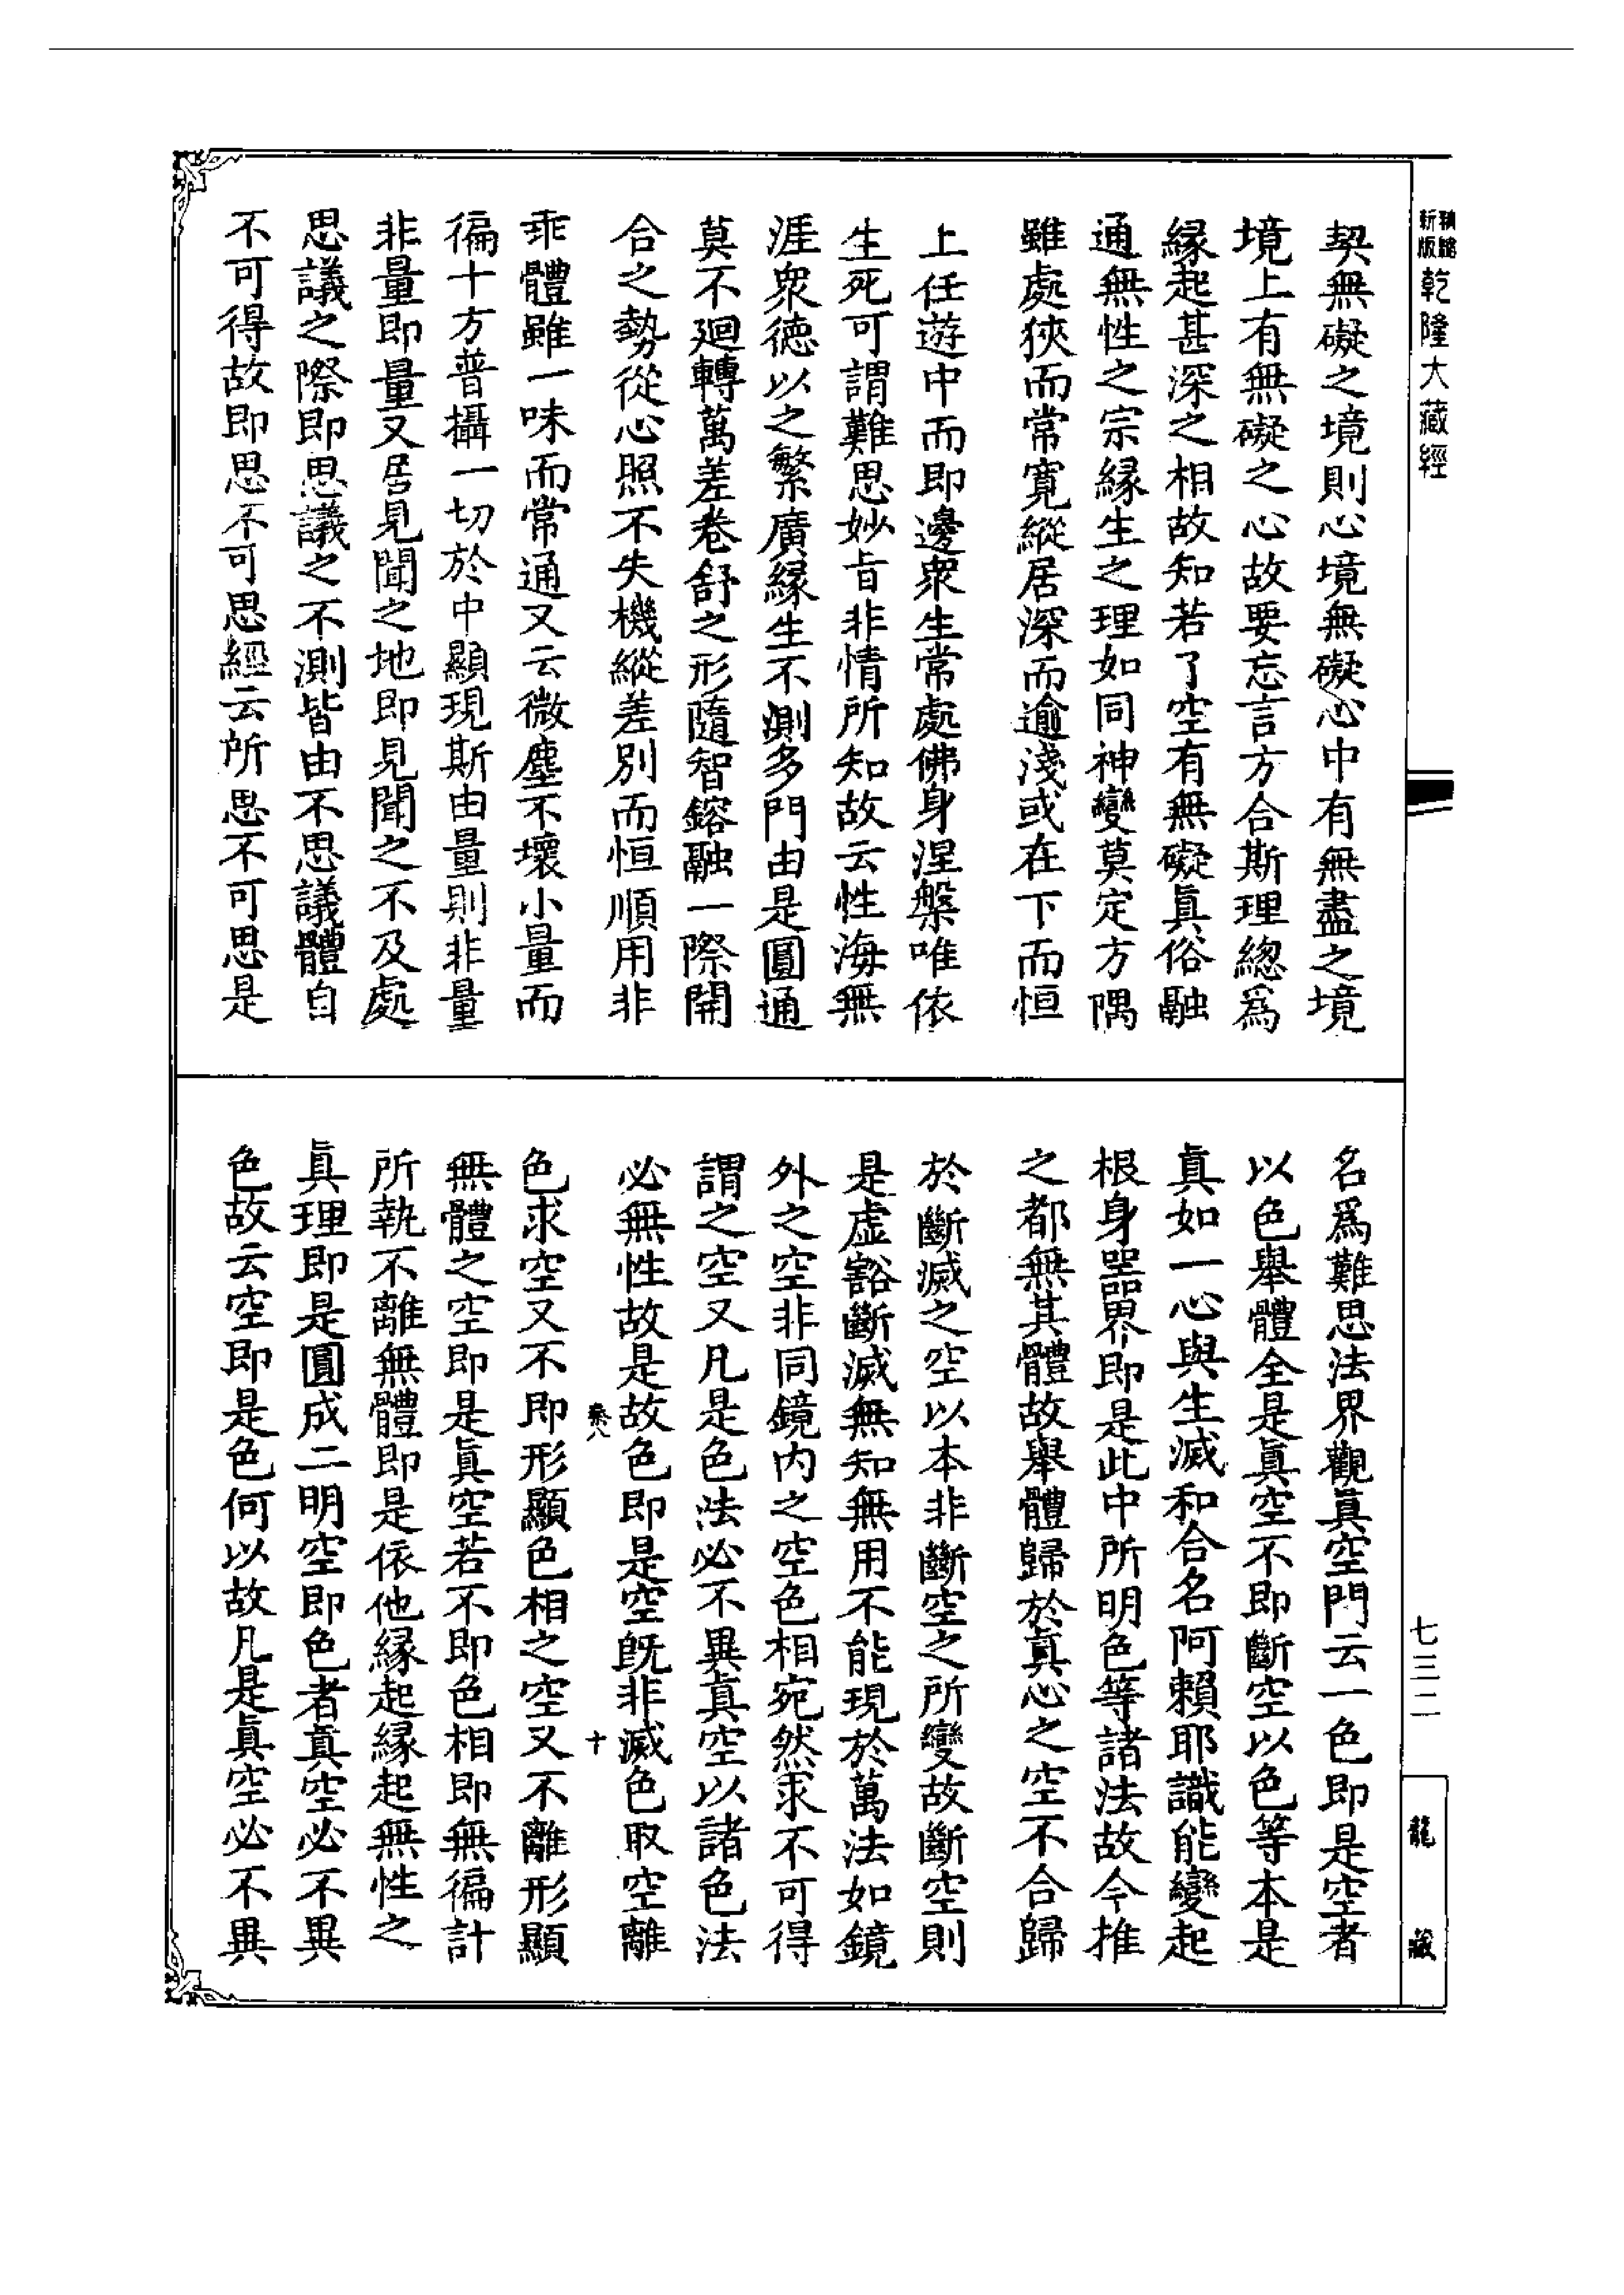 新版
精縮
乾隆大藏經
契無礙之境則心境無礙心中有無盡之境
境上有無礙之心故要忘言方合斯理總為
緣起甚深之相故知若了空有無礙真俗融
通無性之宗緣生之理如同神變莫定方隅
雖處狹而常寬縱居深而逾淺或在下而恒
上任遊中而即邊眾生常處佛身涅槃唯依
生死可謂難思妙旨非情所知故云性海無
涯眾德以之繁廣緣生不測多門由是圓通
莫不廻轉萬差卷舒之形隨智鎔融一際開
合之勢從心照不失機縱差別而恒順用非
乖體雖一味而常通又云微塵不壞小量而
徧十方普攝一切於中顯現斯由量則非量
非量即量又居見聞之地即見聞之不及處
思議之際即思議之不測皆由不思議體自
不可得故即思不可思經云所思不可思是
名為難思法界觀真空門云一色即是空者
以色舉體全是真空不即斷空以色等本是
真如一心與生滅和合名阿賴耶識能變起
根身器界即是此中所明色等諸法故今推
之都無其體故舉體歸於真心之空不合歸
於斷滅之空以本非斷空之所變故斷空則
是虛豁斷滅無知無用不能現於萬法如鏡
外之空非同鏡內之空色相宛然求不可得
謂之空又凡是色法必不異真空以諸色法
必無性故是故色即是空既非滅色取空離
秦八
十
色求空又不即形顯色相之空又不離形顯
無體之空即是真空若不即色相即無徧計
所執不離無體即是依他緣起緣起無性之
真理即是圓成二明空即色者真空必不異
色故云空即是色何以故凡是真空必不異
七三二
龍
藏